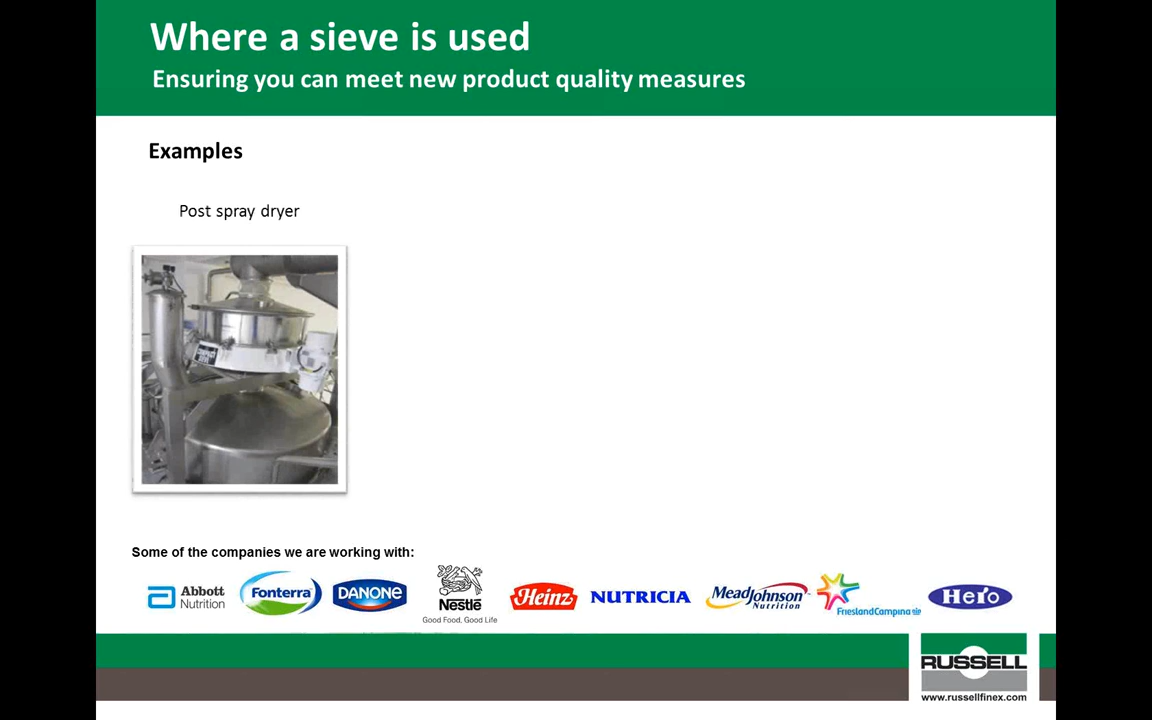 Where a sieve is used
Ensuring you can meet new product quality measures
Examples
Post spray dryer
Some of the companies we are working with:
Abbott
Nutrition
Fonterra
DANONE
Nestlé
Good Food, Good Life
Heinz
NUTRICIA
MeadJohnson
Nutrition
FrieslandCampina
Hero
RUSSELL
www.russellfinex.com